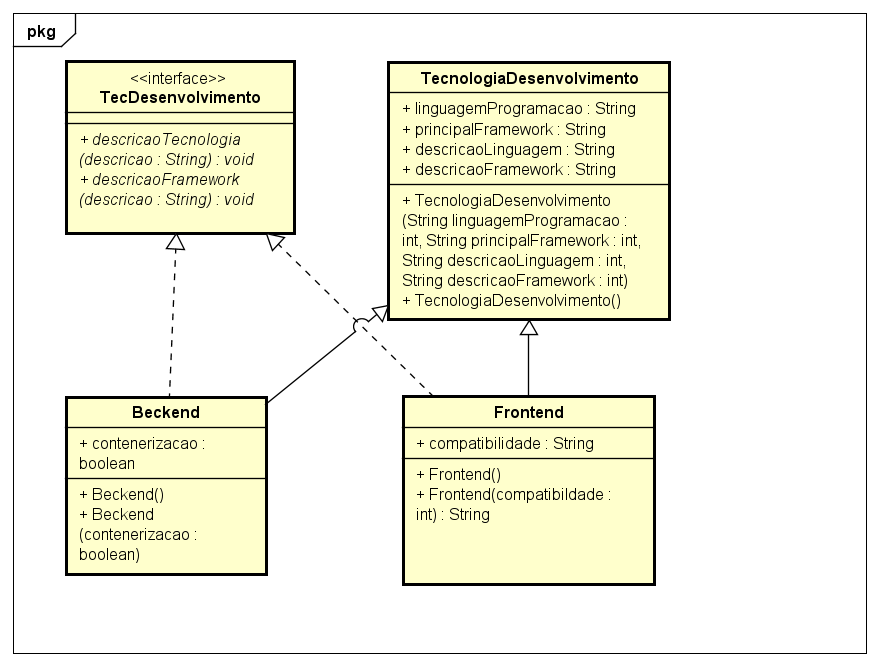 pkg
<<interface>>
TecDesenvolvimento
+ descricaoTecnologia
(descricao : String) : void
+ descricaoFramework
(descricao : String) : void
TecnologiaDesenvolvimento
+ linguagemProgramacao : String
+ principalFramework : String
+ descricaoLinguagem : String
+ descricaoFramework : String
+ TecnologiaDesenvolvimento
(String linguagemProgramacao :
int, String principalFramework : int,
String descricaoLinguagem : int,
String descricaoFramework : int)
+ TecnologiaDesenvolvimento()
Beckend
+ contenerizacao :
boolean
+ Beckend()
+ Beckend
(contenerizacao :
boolean)
Frontend
+ compatibilidade : String
+ Frontend()
+ Frontend(compatibildade :
int) : String